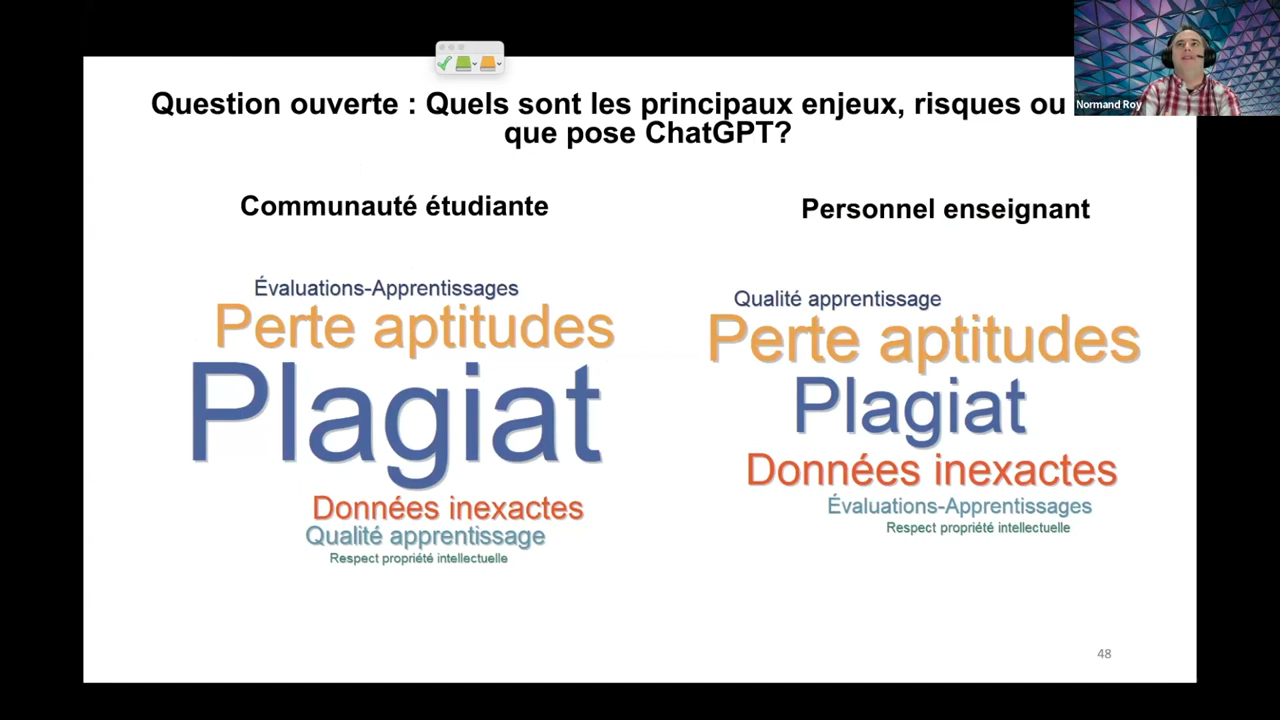 Question ouverte : Quels sont les principaux enjeux, risques ou
que pose ChatGPT?
Normand Roy
Communauté étudiante
Évaluations-Apprentissages
Perte aptitudes
Plagiat
Données inexactes
Qualité apprentissage
Respect propriété intellectuelle
Personnel enseignant
Qualité apprentissage
Perte aptitudes
Plagiat
Données inexactes
Évaluations-Apprentissages
Respect propriété intellectuelle
48